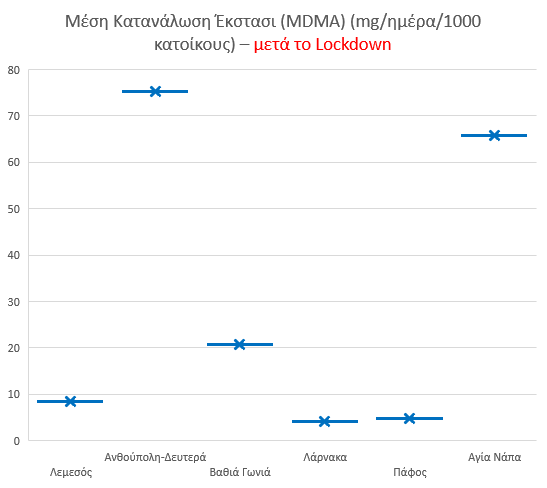 Μέση Κατανάλωση Έκστασι (MDMA) (mg/ημέρα/1000
κατοίκους) – μετά το Lockdown
80
70
60
50
40
30
20
10
0
Λεμεσός
Ανθούπολη-Δευτερά
Βαθιά Γωνιά
Λάρνακα
Πάφος
Αγία Νάπα